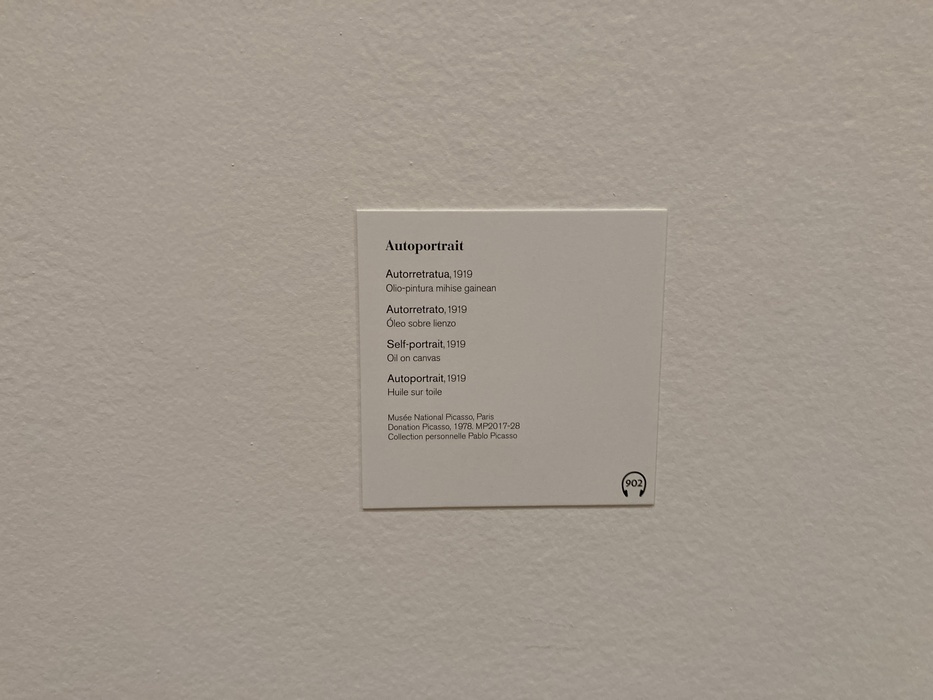 Autoportrait
Autorretratua, 1919
Olio-pintura mihise gainean
Autorretrato, 1919
Óleo sobre lienzo
Self-portrait, 1919
Oil on canvas
Autoportrait, 1919
Huile sur toile
Musée National Picasso, Paris
Donation Picasso, 1978. MP2017-28
Collection personnelle Pablo Picasso
902